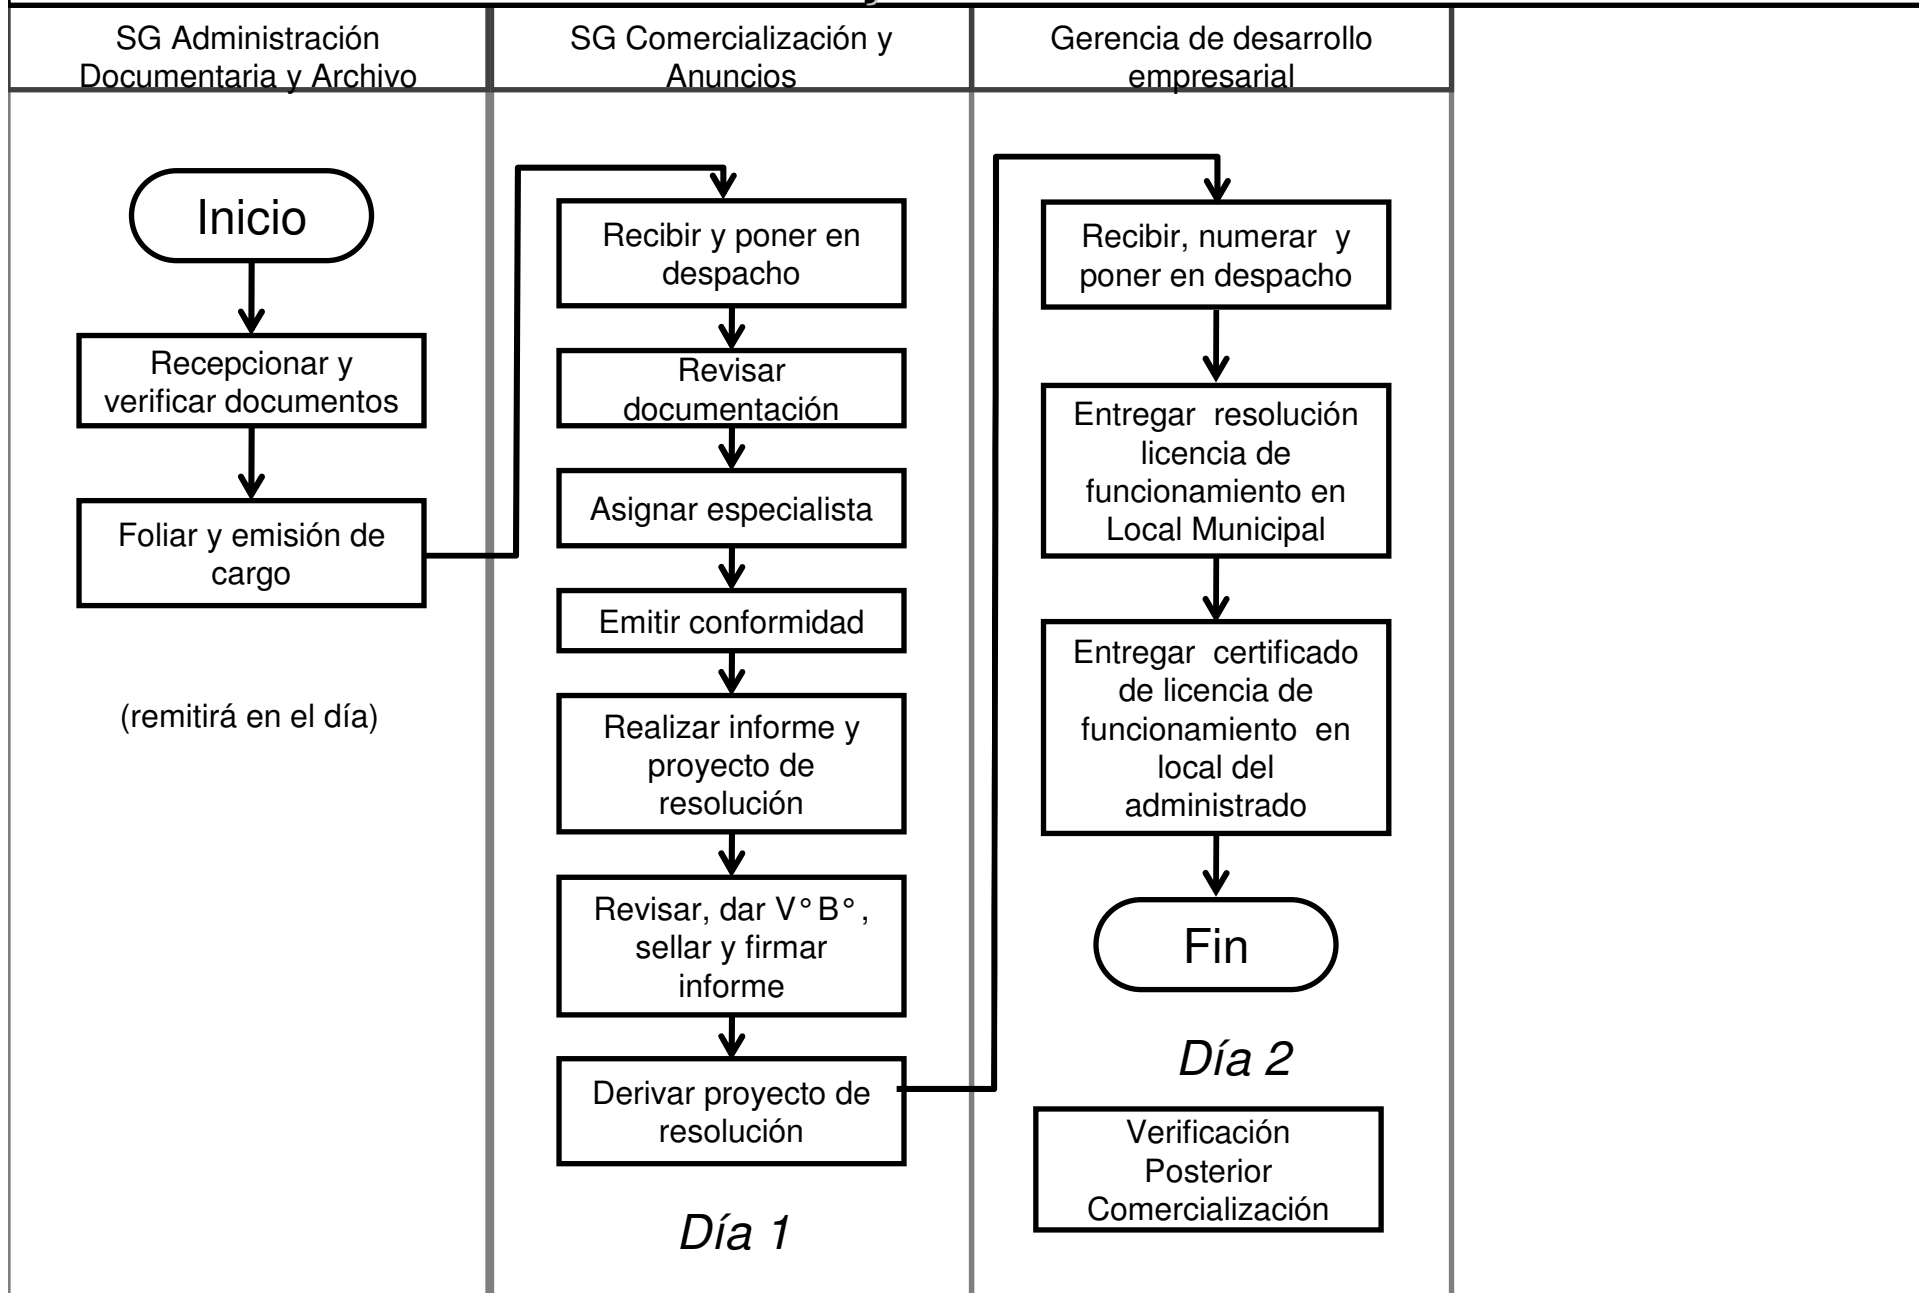 SG Administración
Documentaria y Archivo
SG Comercialización y
Anuncios
Gerencia de desarrollo
empresarial
Inicio
Recepcionar y
verificar documentos
Foliar y emisión de
cargo
(remitirá en el día)
Recibir y poner en
despacho
Revisar
documentación
Asignar especialista
Emitir conformidad
Realizar informe y
proyecto de
resolución
Revisar, dar V°B°,
sellar y firmar
informe
Derivar proyecto de
resolución
Día 1
Recibir, numerar y
poner en despacho
Entregar resolución
licencia de
funcionamiento en
Local Municipal
Entregar certificado
de licencia de
funcionamiento en
local del
administrado
Fin
Día 2
Verificación
Posterior
Comercialización